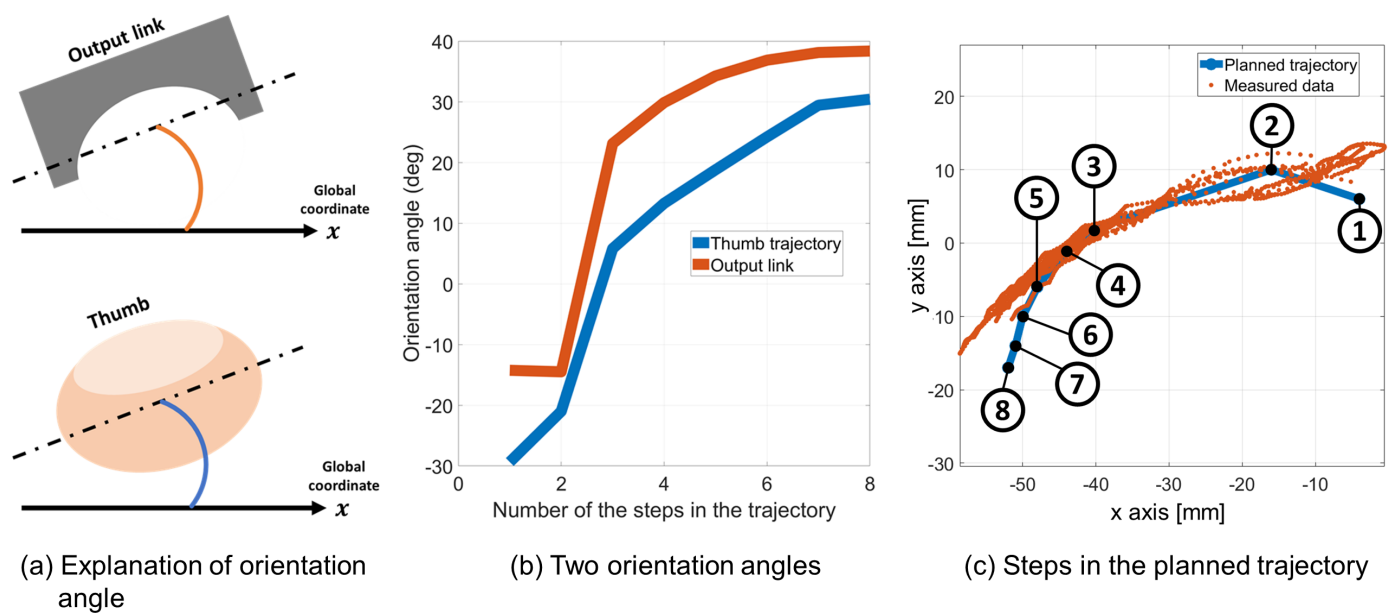 Output link
Global
coordinate
x
Thumb
Global
coordinate
x
(a) Explanation of orientation
angle
40
30
20
10
0
-10
-20
-30
0
2
4
6
8
Orientation angle (deg)
Thumb trajectory
Output link
Number of the steps in the trajectory
(b) Two orientation angles
20
10
0
-10
-20
-30
-50
-40
-30
-20
-10
y axis [mm]
Planned trajectory
Measured data
1
2
3
4
5
6
7
8
x axis [mm]
(c) Steps in the planned trajectory